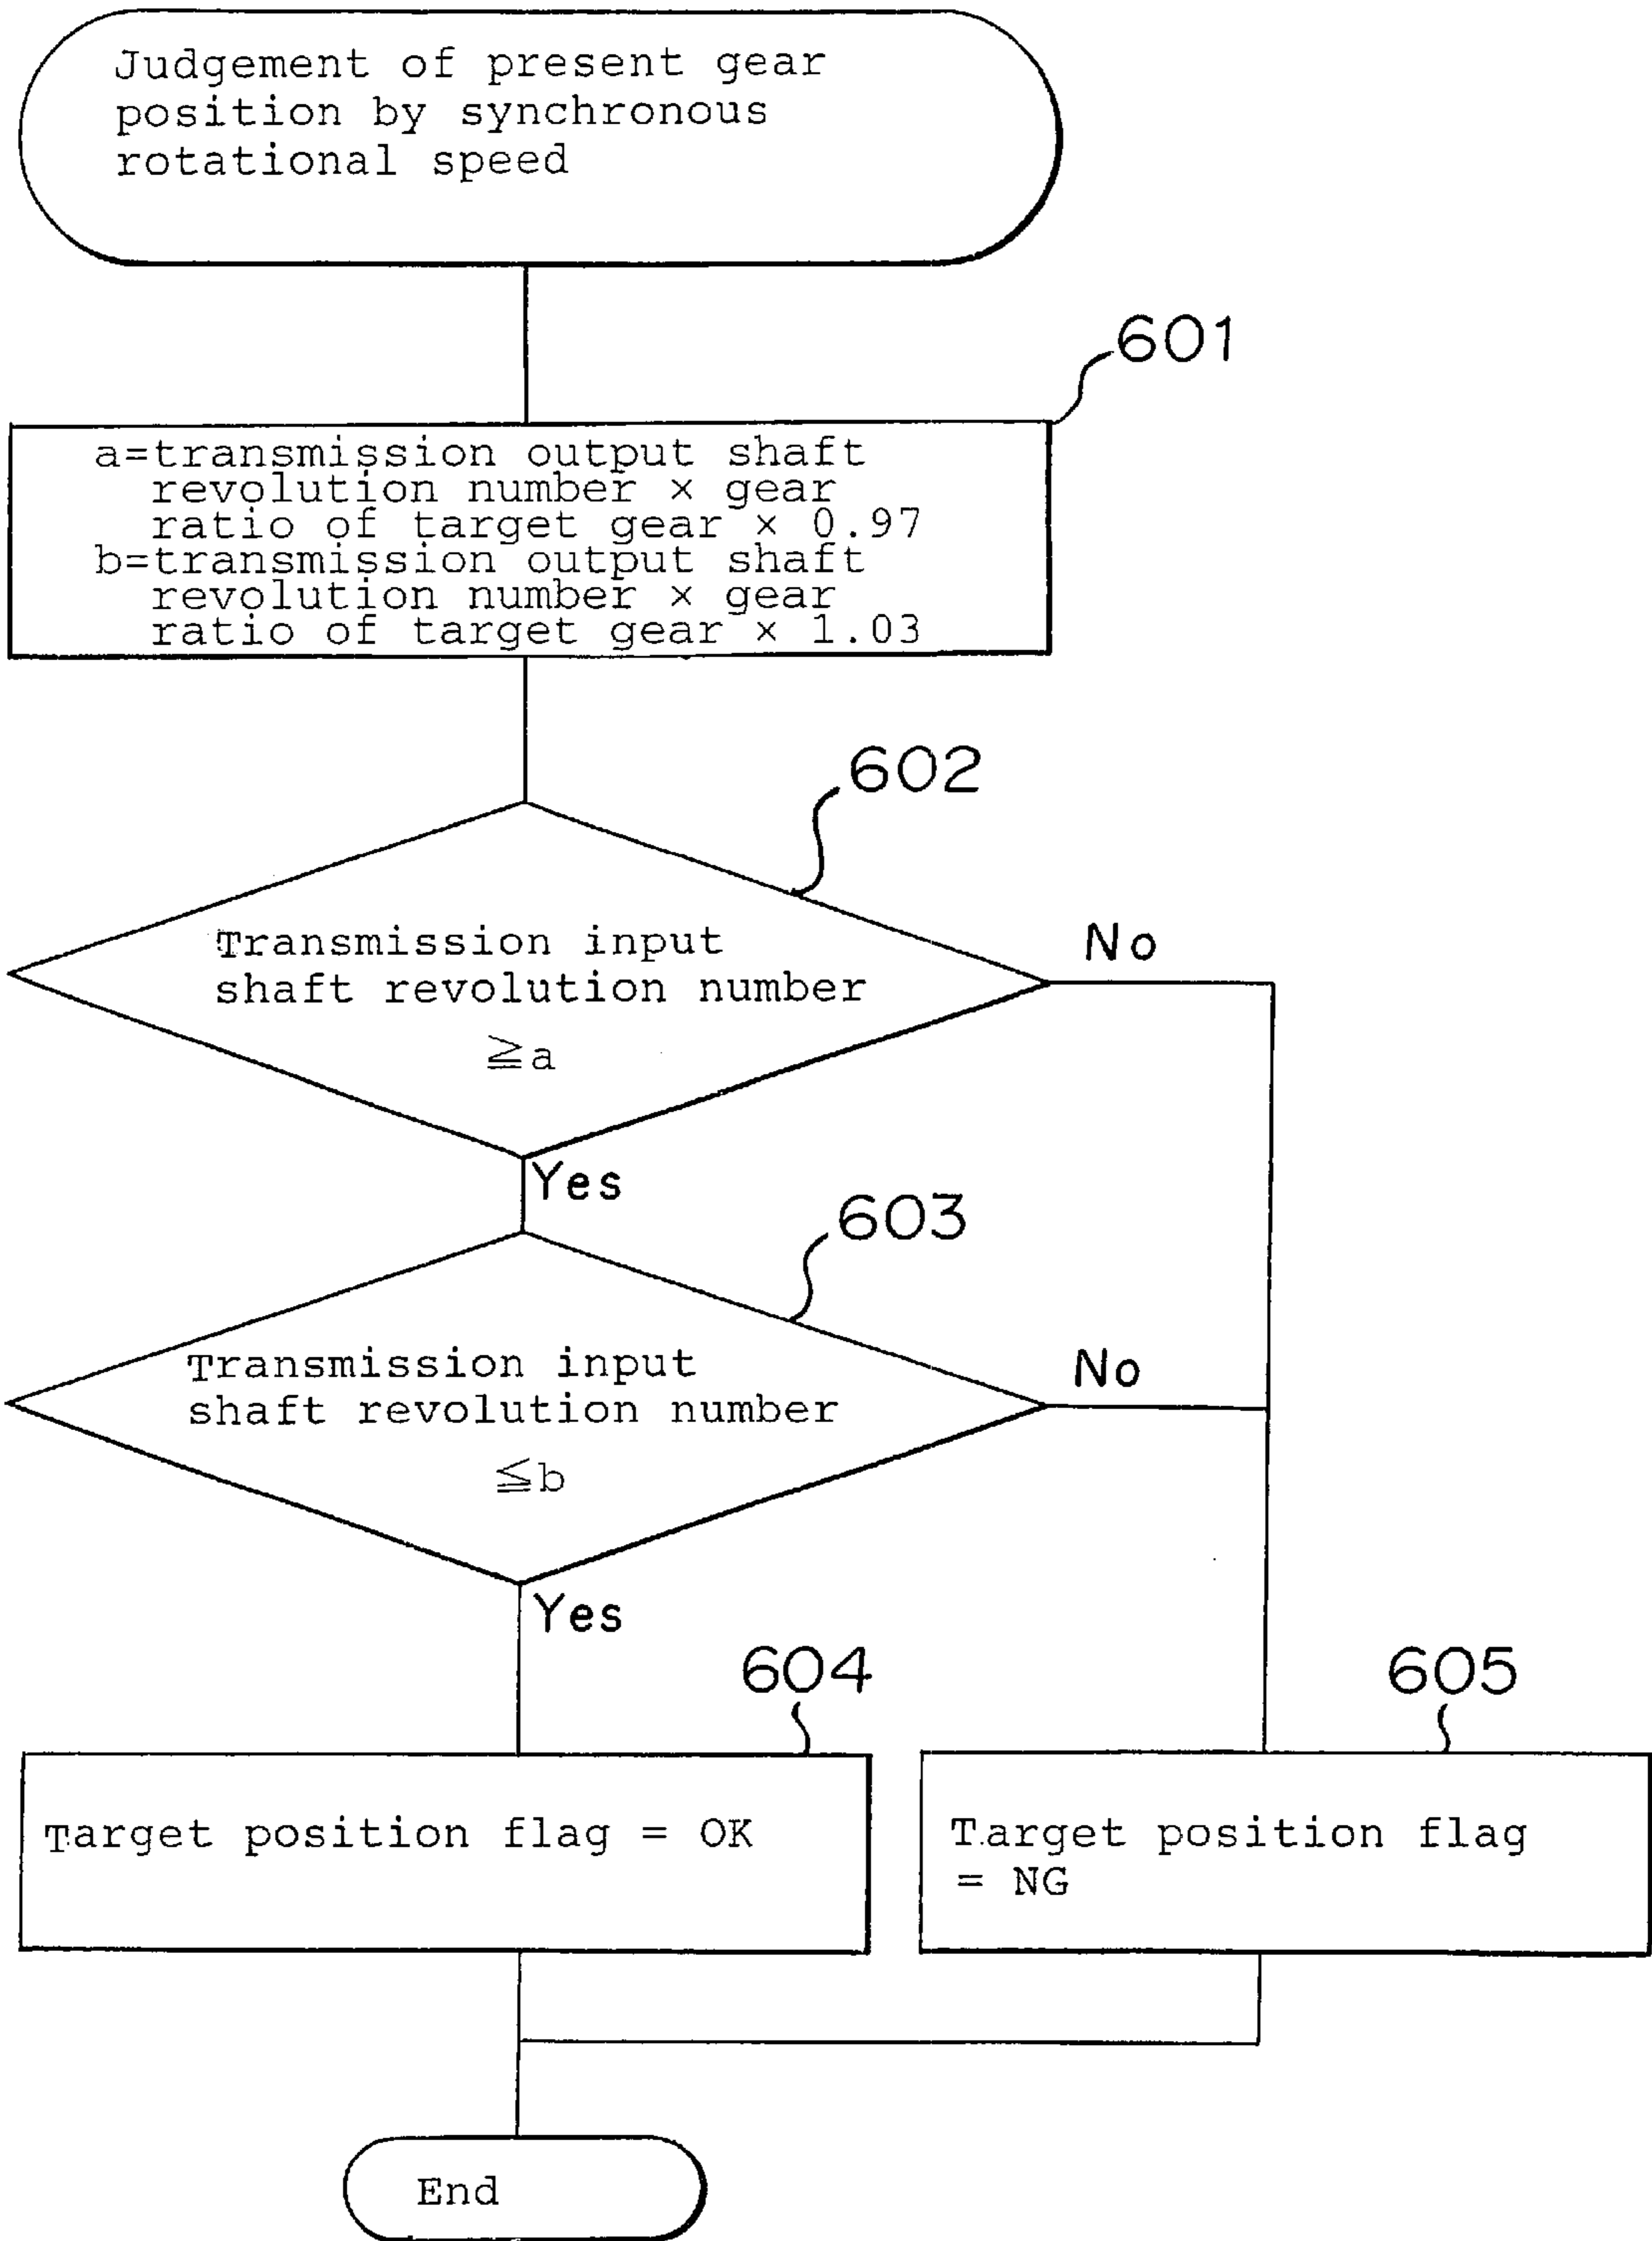 Judgement of present gear
position by synchronous
rotational speed
601
a=transmission output shaft
revolution number × gear
ratio of target gear × 0.97
b=transmission output shaft
revolution number × gear
ratio of target gear × 1.03
602
Transmission input
shaft revolution number
≧a
No
Yes
603
Transmission input
shaft revolution number
≦b
No
Yes
604
Target position flag = OK
605
Target position flag
= NG
End